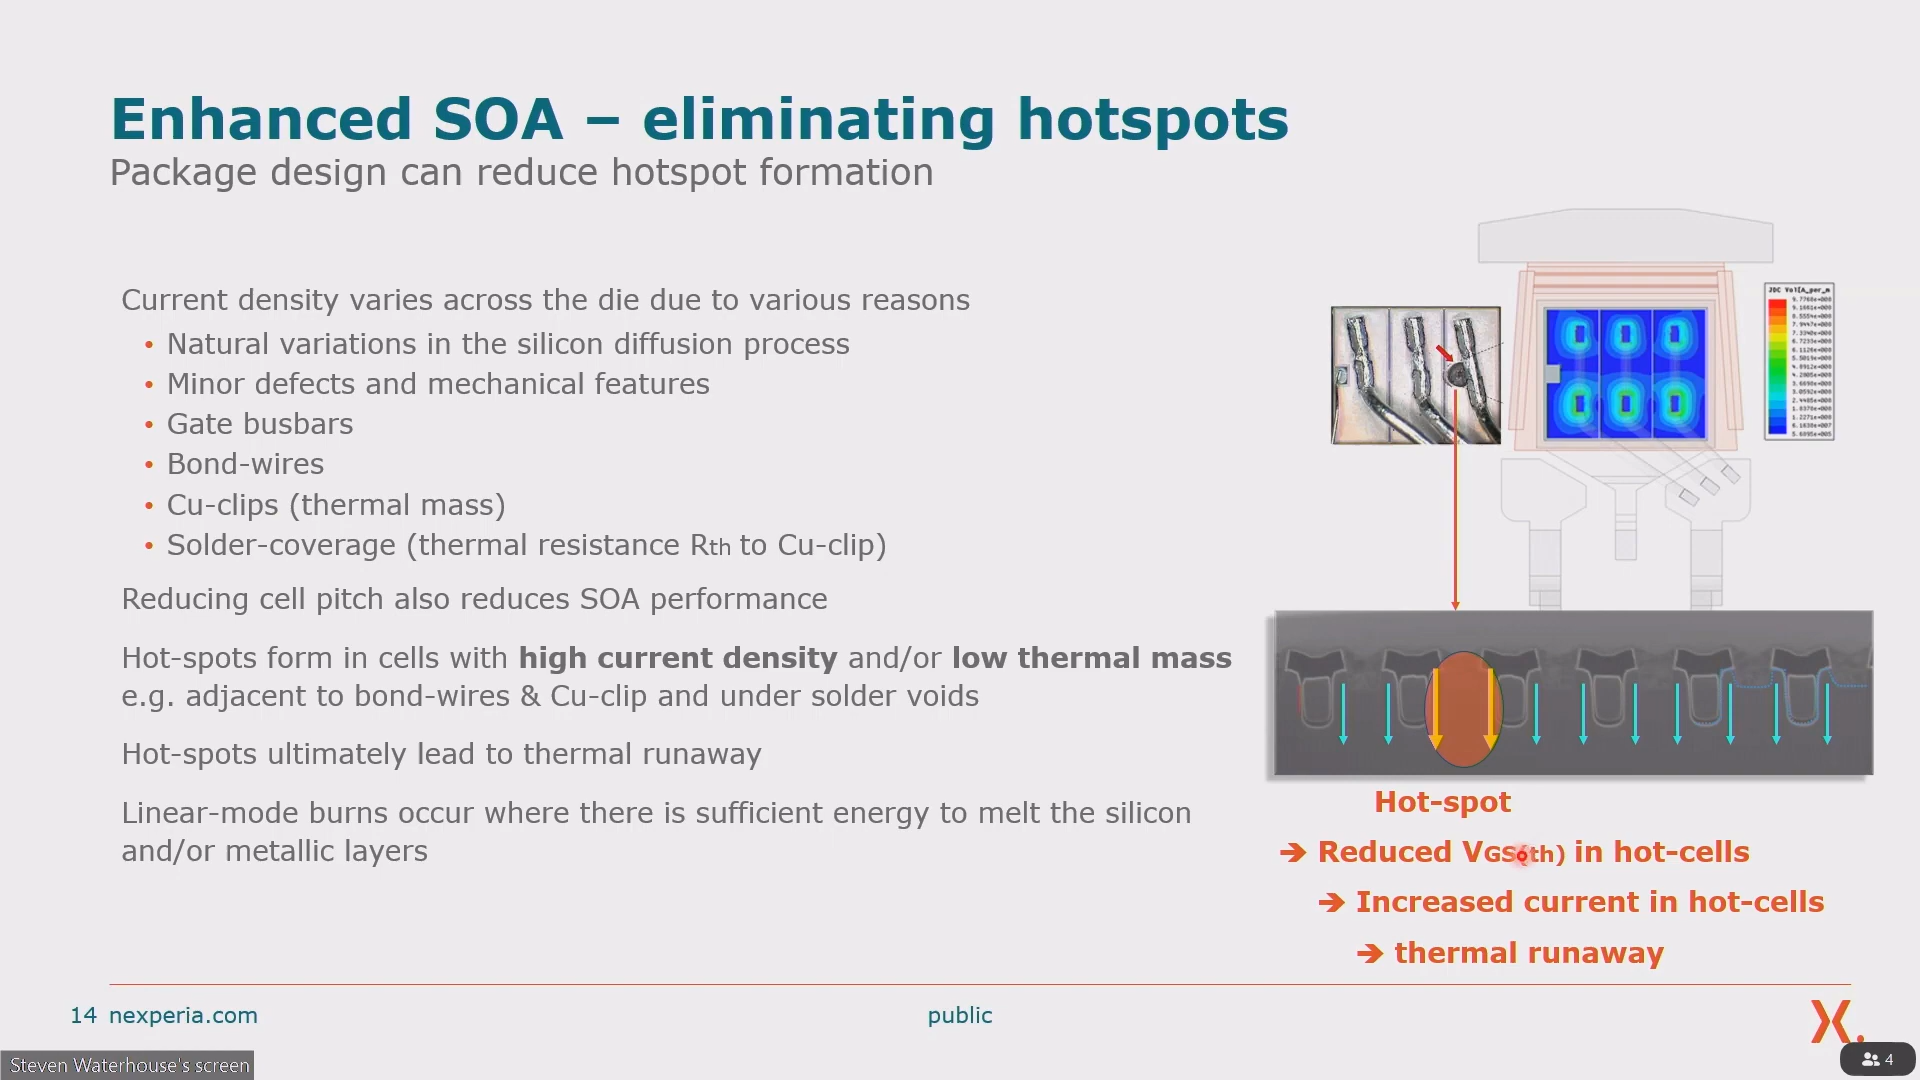 Enhanced SOA – eliminating hotspots
Package design can reduce hotspot formation
Current density varies across the die due to various reasons
• Natural variations in the silicon diffusion process
• Minor defects and mechanical features
• Gate busbars
• Bond-wires
• Cu-clips (thermal mass)
• Solder-coverage (thermal resistance Rth to Cu-clip)
Reducing cell pitch also reduces SOA performance
Hot-spots form in cells with high current density and/or low thermal mass
e.g. adjacent to bond-wires & Cu-clip and under solder voids
Hot-spots ultimately lead to thermal runaway
Linear-mode burns occur where there is sufficient energy to melt the silicon
and/or metallic layers
Hot-spot
➔ Reduced VGS(th) in hot-cells
➔ Increased current in hot-cells
➔ thermal runaway
14 nexperia.com
public
Steven Waterhouse's screen
4